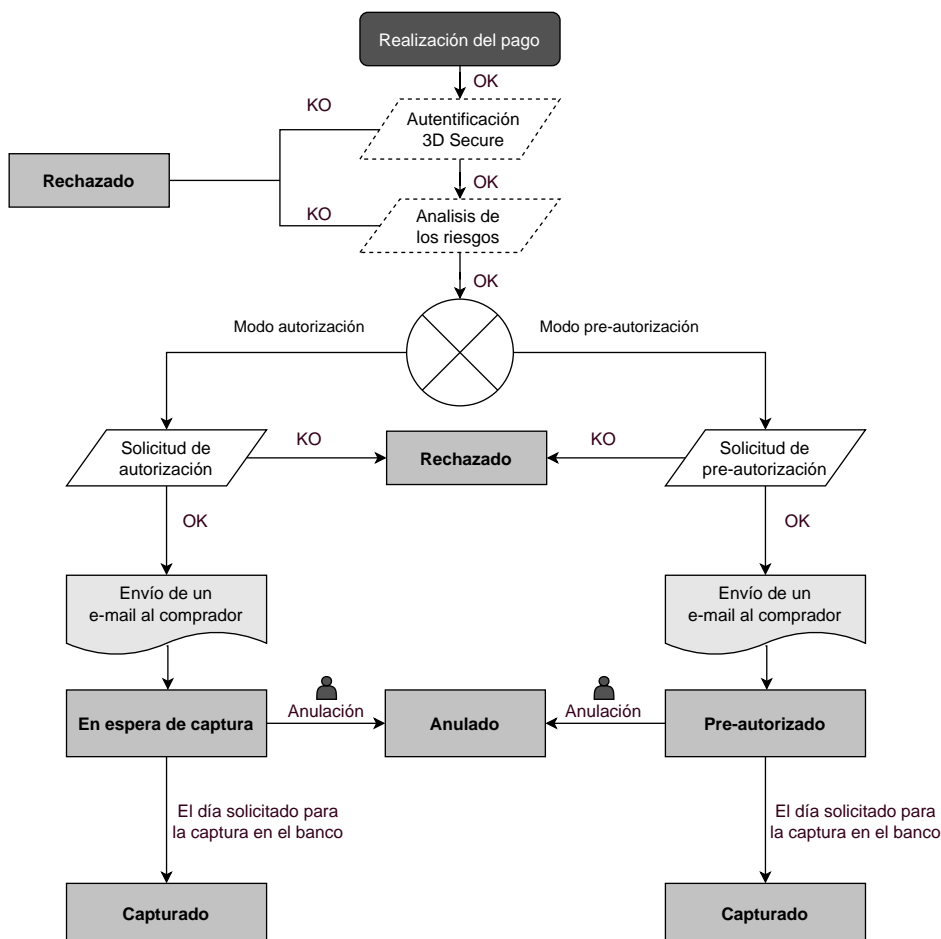 Realización del pago
OK
KO
Autentificación
3D Secure
Rechazado
OK
KO
Analisis de
los riesgos
OK
Modo autorización
Modo pre-autorización
Solicitud de
autorización
KO
Rechazado
KO
Solicitud de
pre-autorización
OK
OK
Envío de un
e-mail al comprador
Envío de un
e-mail al comprador
En espera de captura
Anulación
Anulado
Anulación
Pre-autorizado
El día solicitado para
la captura en el banco
El día solicitado para
la captura en el banco
Capturado
Capturado